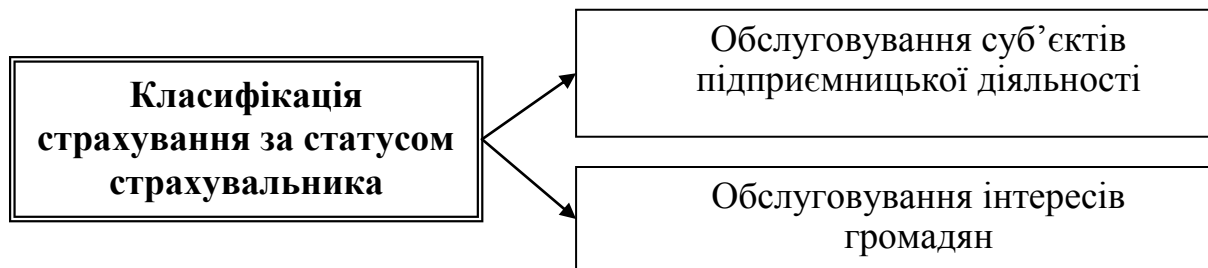 Класифікація
страхування за статусом
страхувальника
Обслуговування суб’єктів
підприємницької діяльності
Обслуговування інтересів
громадян